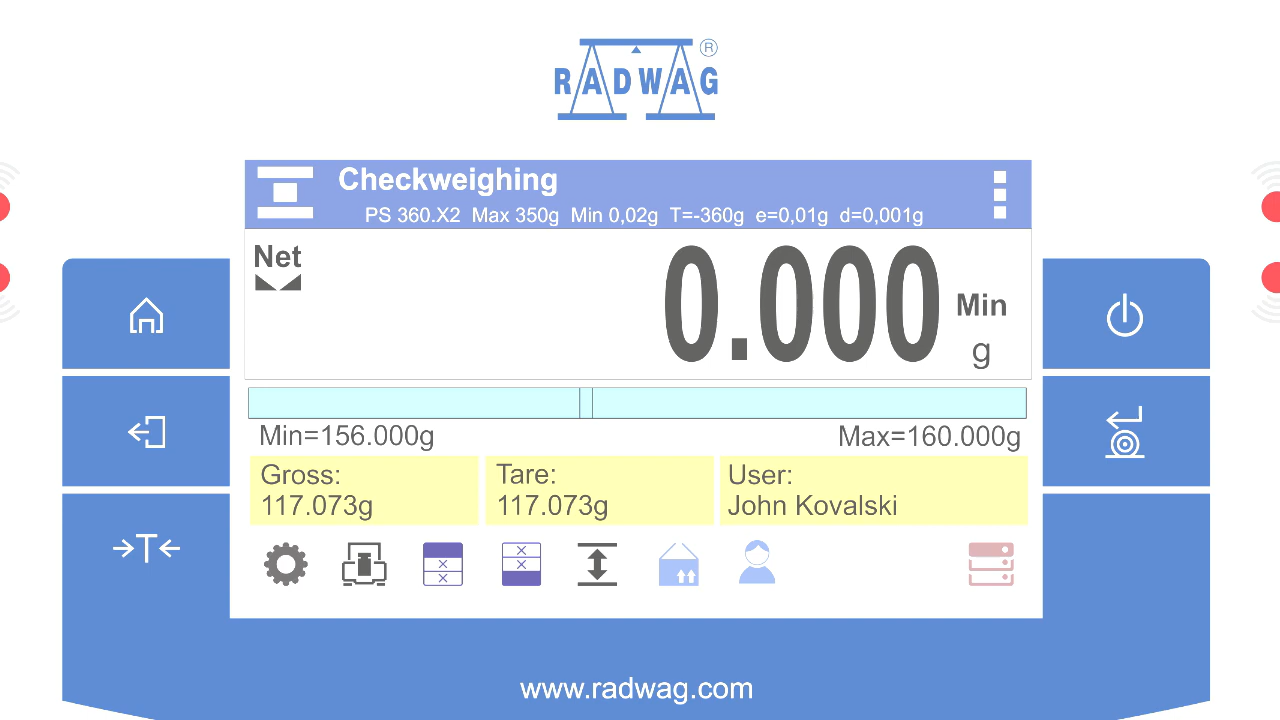 RADWAG®
Checkweighing
PS 360.X2 Max 350g Min 0,02g T=-360g e=0,01g d=0,001g
Net
0.000 Min
g
Min=156.000g Max=160.000g
Gross: Tare: User:
117.073g 117.073g John Kovalski
→T←
www.radwag.com